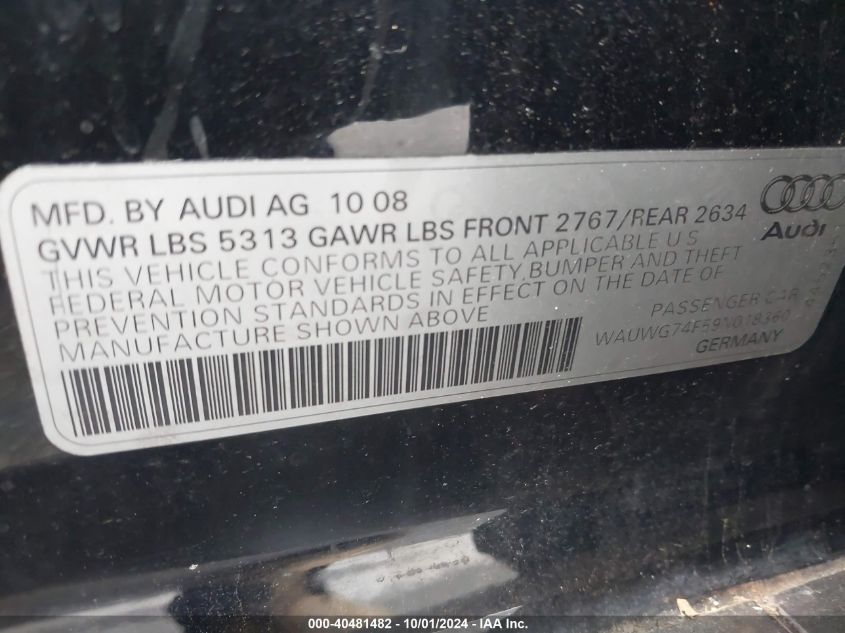 MFD. BY AUDI AG 10 08
GVWR LBS 5313 GAWR LBS FRONT 2767/REAR 2634
THIS VEHICLE CONFORMS TO ALL APPLICABLE U S
FEDERAL MOTOR VEHICLE SAFETY, BUMPER AND THEFT
PREVENTION STANDARDS IN EFFECT ON THE DATE OF
MANUFACTURE SHOWN ABOVE
Audi
PASSENGER CAR
WAUWG74F59N018360
GERMANY
000-40481482 - 10/01/2024 - IAA Inc.